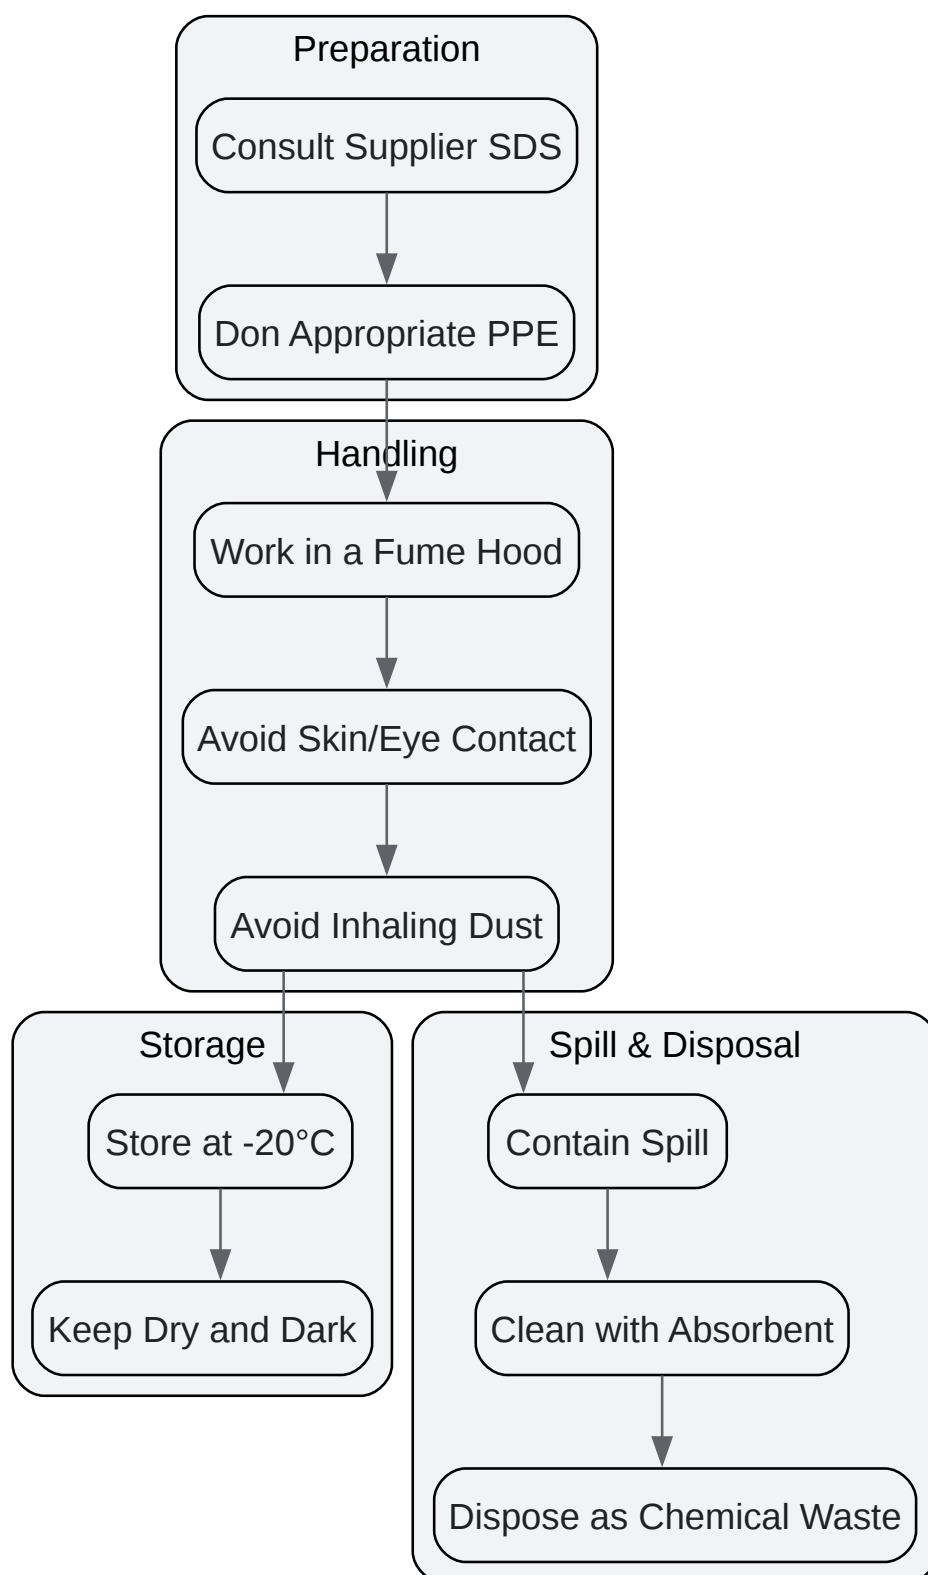 Preparation
Consult Supplier SDS
Don Appropriate PPE
Handling
Work in a Fume Hood
Avoid Skin/Eye Contact
Avoid Inhaling Dust
Storage
Store at -20°C
Keep Dry and Dark
Spill & Disposal
Contain Spill
Clean with Absorbent
Dispose as Chemical Waste